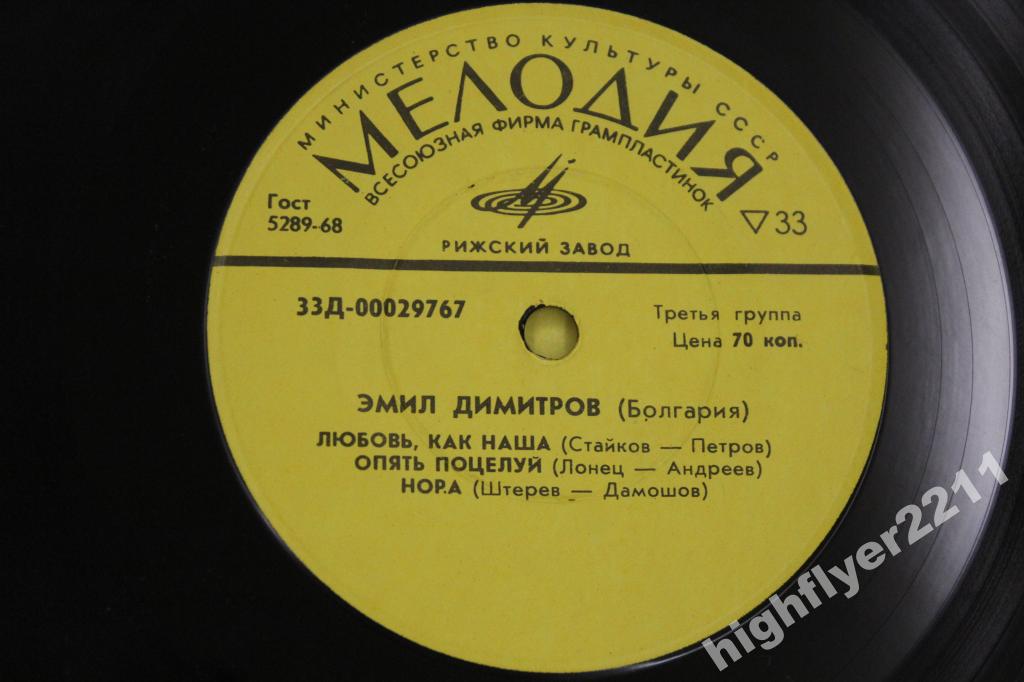 МИНИСТЕРСТВО КУЛЬТУРЫ СССР
МЕЛОДИЯ
ВСЕСОЮЗНАЯ ФИРМА ГРАМПЛАСТИНОК
Гост
5289-68
▽33
РИЖСКИЙ ЗАВОД
33Д-00029767
Третья группа
Цена 70 коп.
ЭМИЛ ДИМИТРОВ (Болгария)
ЛЮБОВЬ, КАК НАША (Стайков — Петров)
ОПЯТЬ ПОЦЕЛУЙ (Лонец — Андреев)
НОР.А (Штерев — Дамошов)
highflyer2211